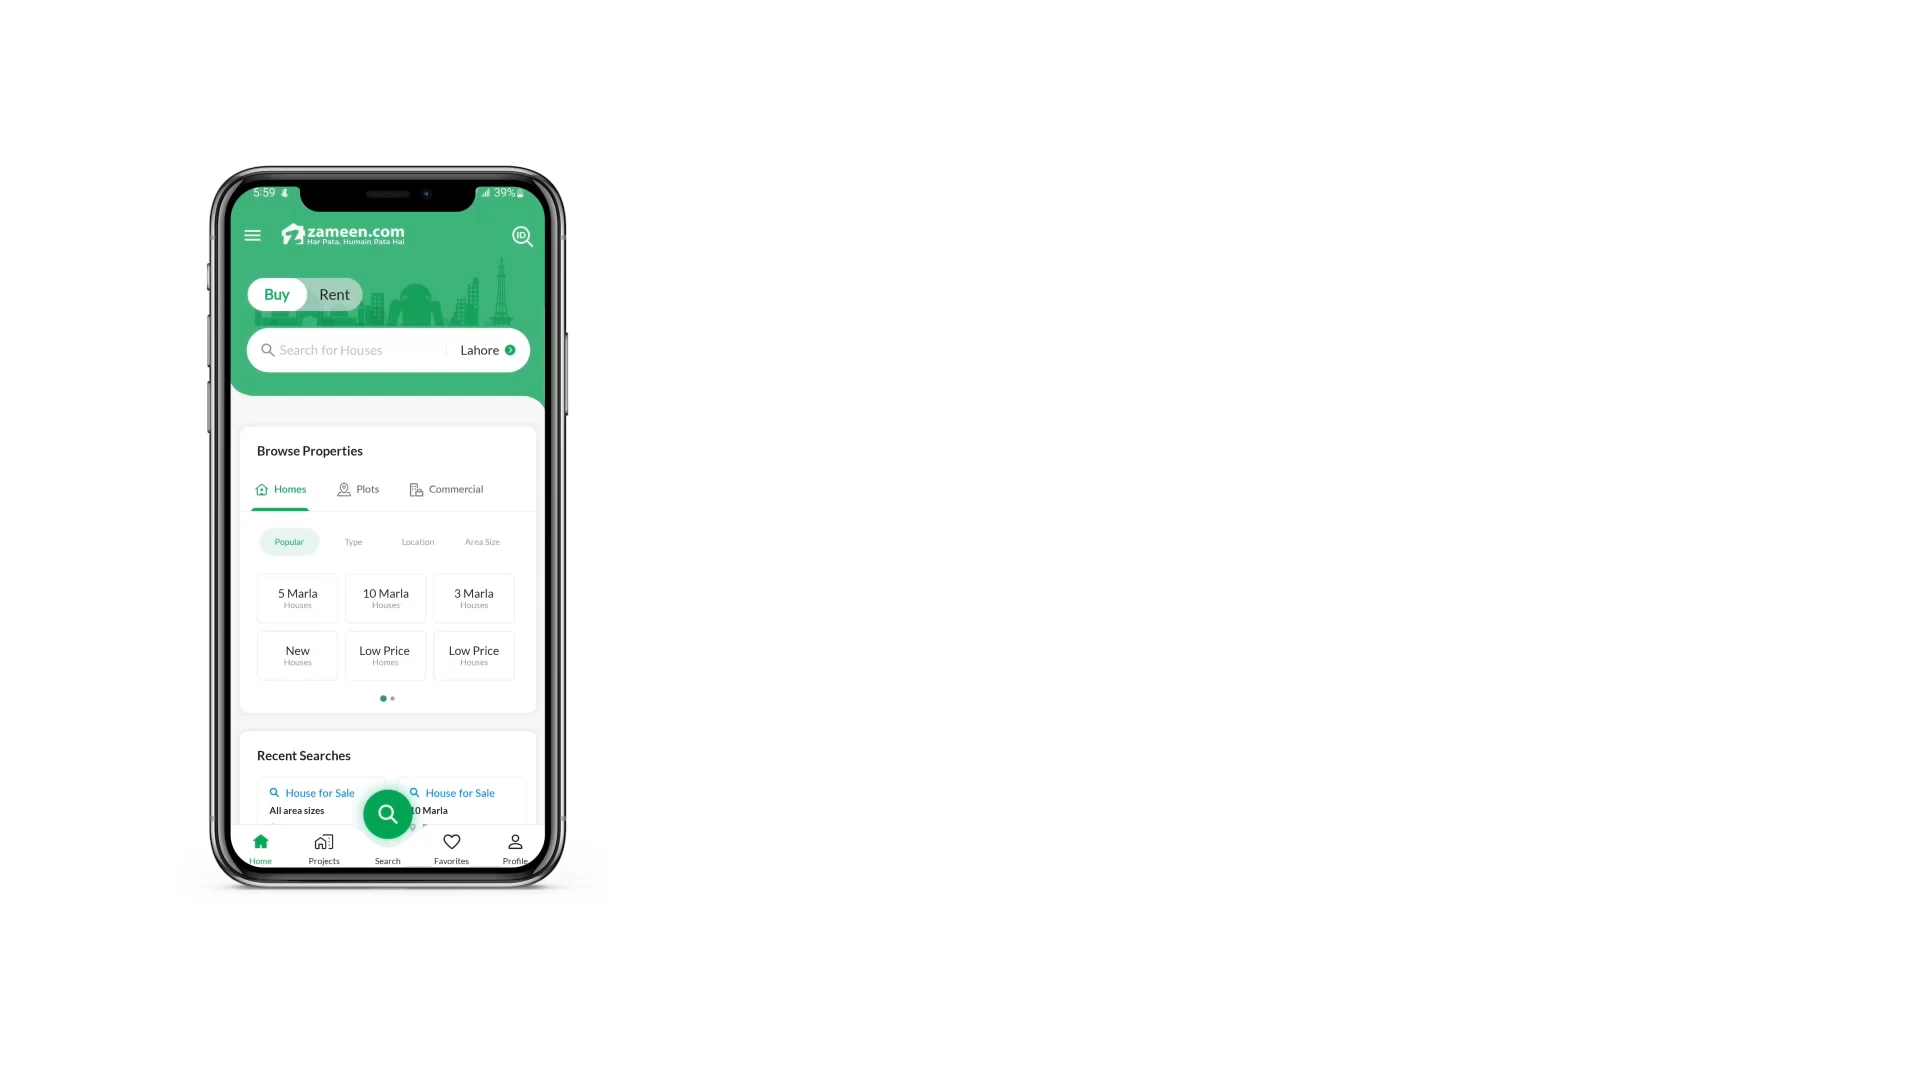 5:59 39%
zameen.com
Har Pata, Humain Pata Hai
ID
Buy Rent
Search for Houses Lahore
Browse Properties
Homes Plots Commercial
Popular Type Location Area Size
5 Marla 10 Marla 3 Marla
Houses Houses Houses
New Low Price Low Price
Houses Homes Houses
Recent Searches
House for Sale House for Sale
All area sizes 10 Marla
Home Projects Search Favorites Profile